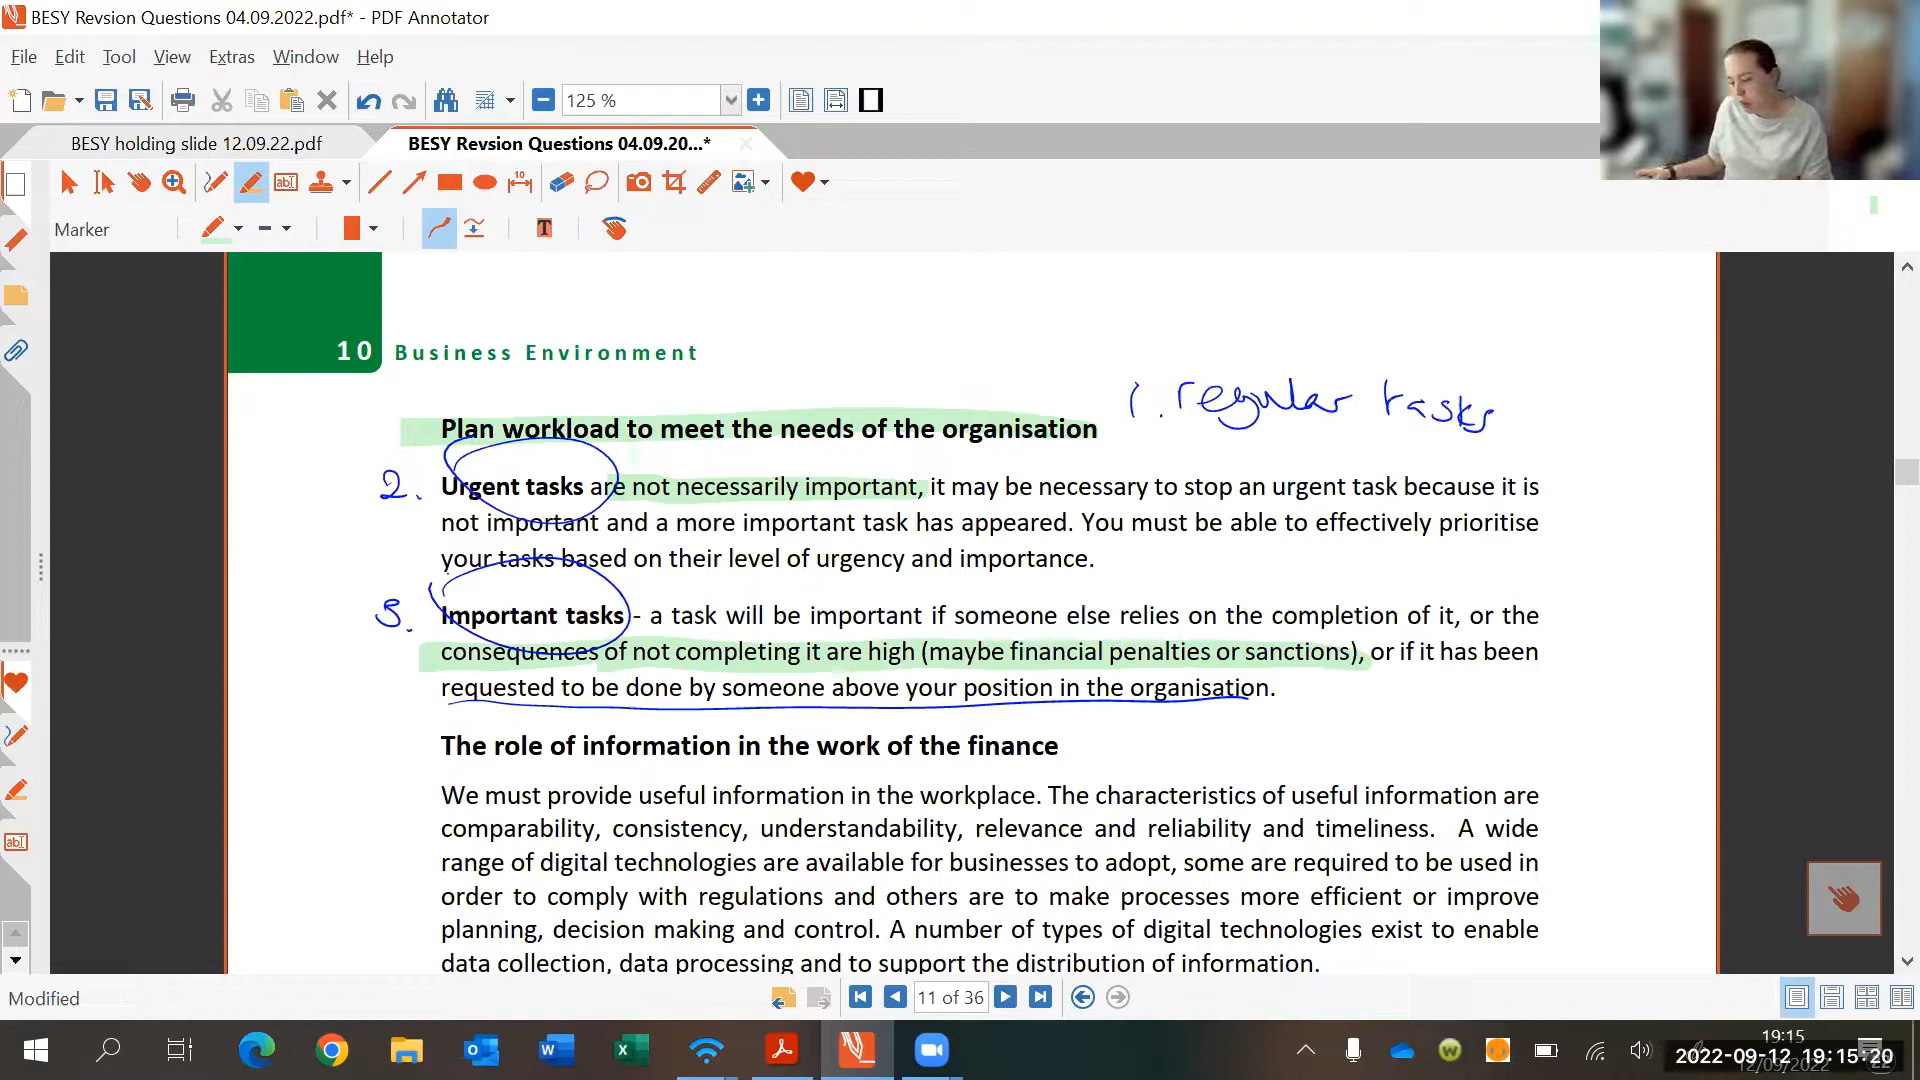 BESY Revsion Questions 04.09.2022.pdf* - PDF Annotator
File Edit Tool View Extras Window Help
125 %
BESY holding slide 12.09.22.pdf
BESY Revsion Questions 04.09.20...*
Marker
10 Business Environment
1. regular tasks
Plan workload to meet the needs of the organisation
2. Urgent tasks are not necessarily important, it may be necessary to stop an urgent task because it is
not important and a more important task has appeared. You must be able to effectively prioritise
your tasks based on their level of urgency and importance.
3. Important tasks - a task will be important if someone else relies on the completion of it, or the
consequences of not completing it are high (maybe financial penalties or sanctions), or if it has been
requested to be done by someone above your position in the organisation.
The role of information in the work of the finance
We must provide useful information in the workplace. The characteristics of useful information are
comparability, consistency, understandability, relevance and reliability and timeliness. A wide
range of digital technologies are available for businesses to adopt, some are required to be used in
order to comply with regulations and others are to make processes more efficient or improve
planning, decision making and control. A number of types of digital technologies exist to enable
data collection, data processing and to support the distribution of information.
Modified
11 of 36
19:15
2022-09-12 19:15:20
12/09/2022
22